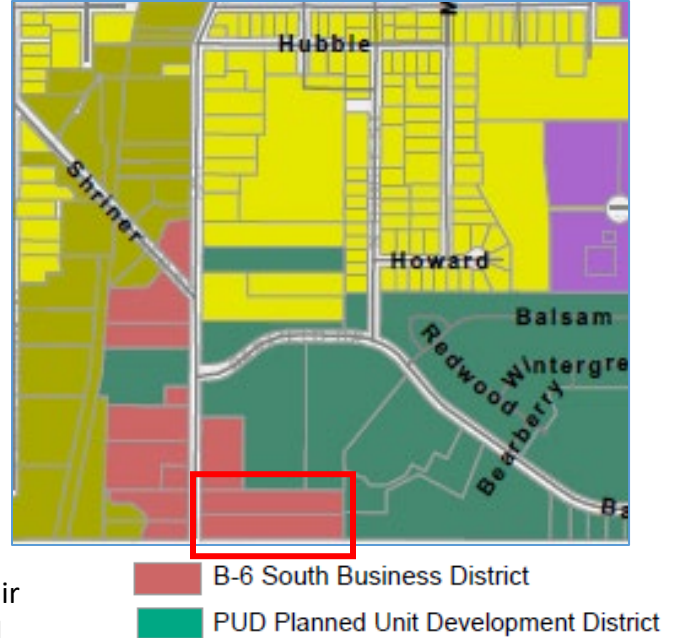 Hubble
Shriner
Howard
Balsam
Redwood
Wintergre
Bearberry
Ba
B-6 South Business District
ir
PUD Planned Unit Development District